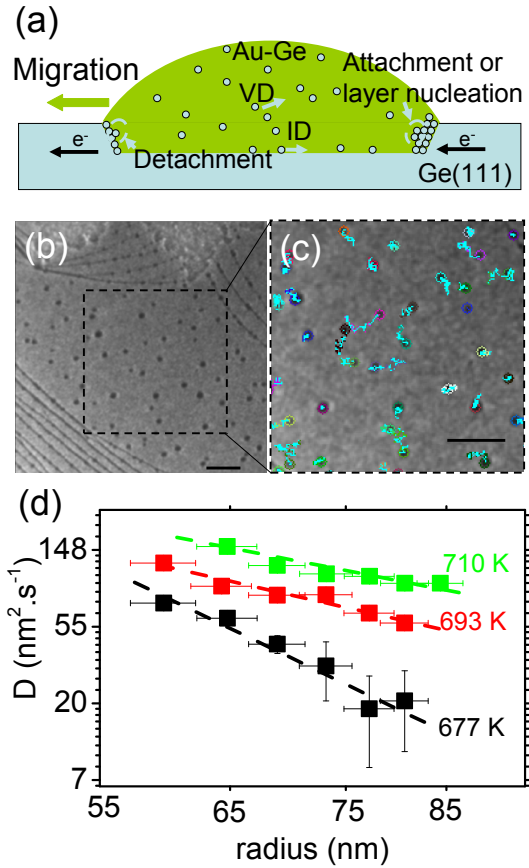 (a)
Au-Ge
Migration
VD
Attachment or
layer nucleation
ID
e-
Detachment
e-
Ge(111)
(b)
(c)
(d)
148
55
20
7
D (nm².s⁻¹)
710 K
693 K
677 K
55
65
75
85
radius (nm)